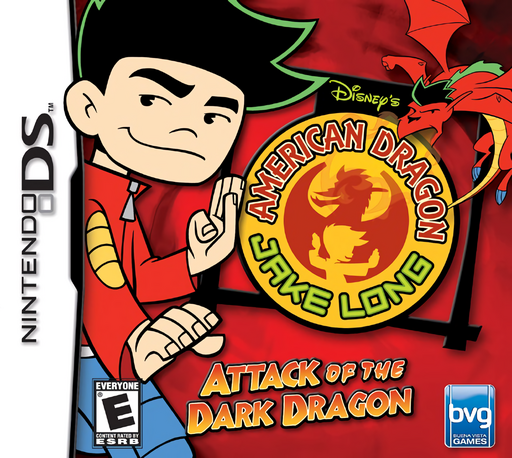 NINTENDO DS
™
DISNEY'S
AMERICAN DRAGON
JAKE LONG
ATTACK OF THE
DARK DRAGON
EVERYONE
E
CONTENT RATED BY
ESRB
bvg
BUENA VISTA
GAMES